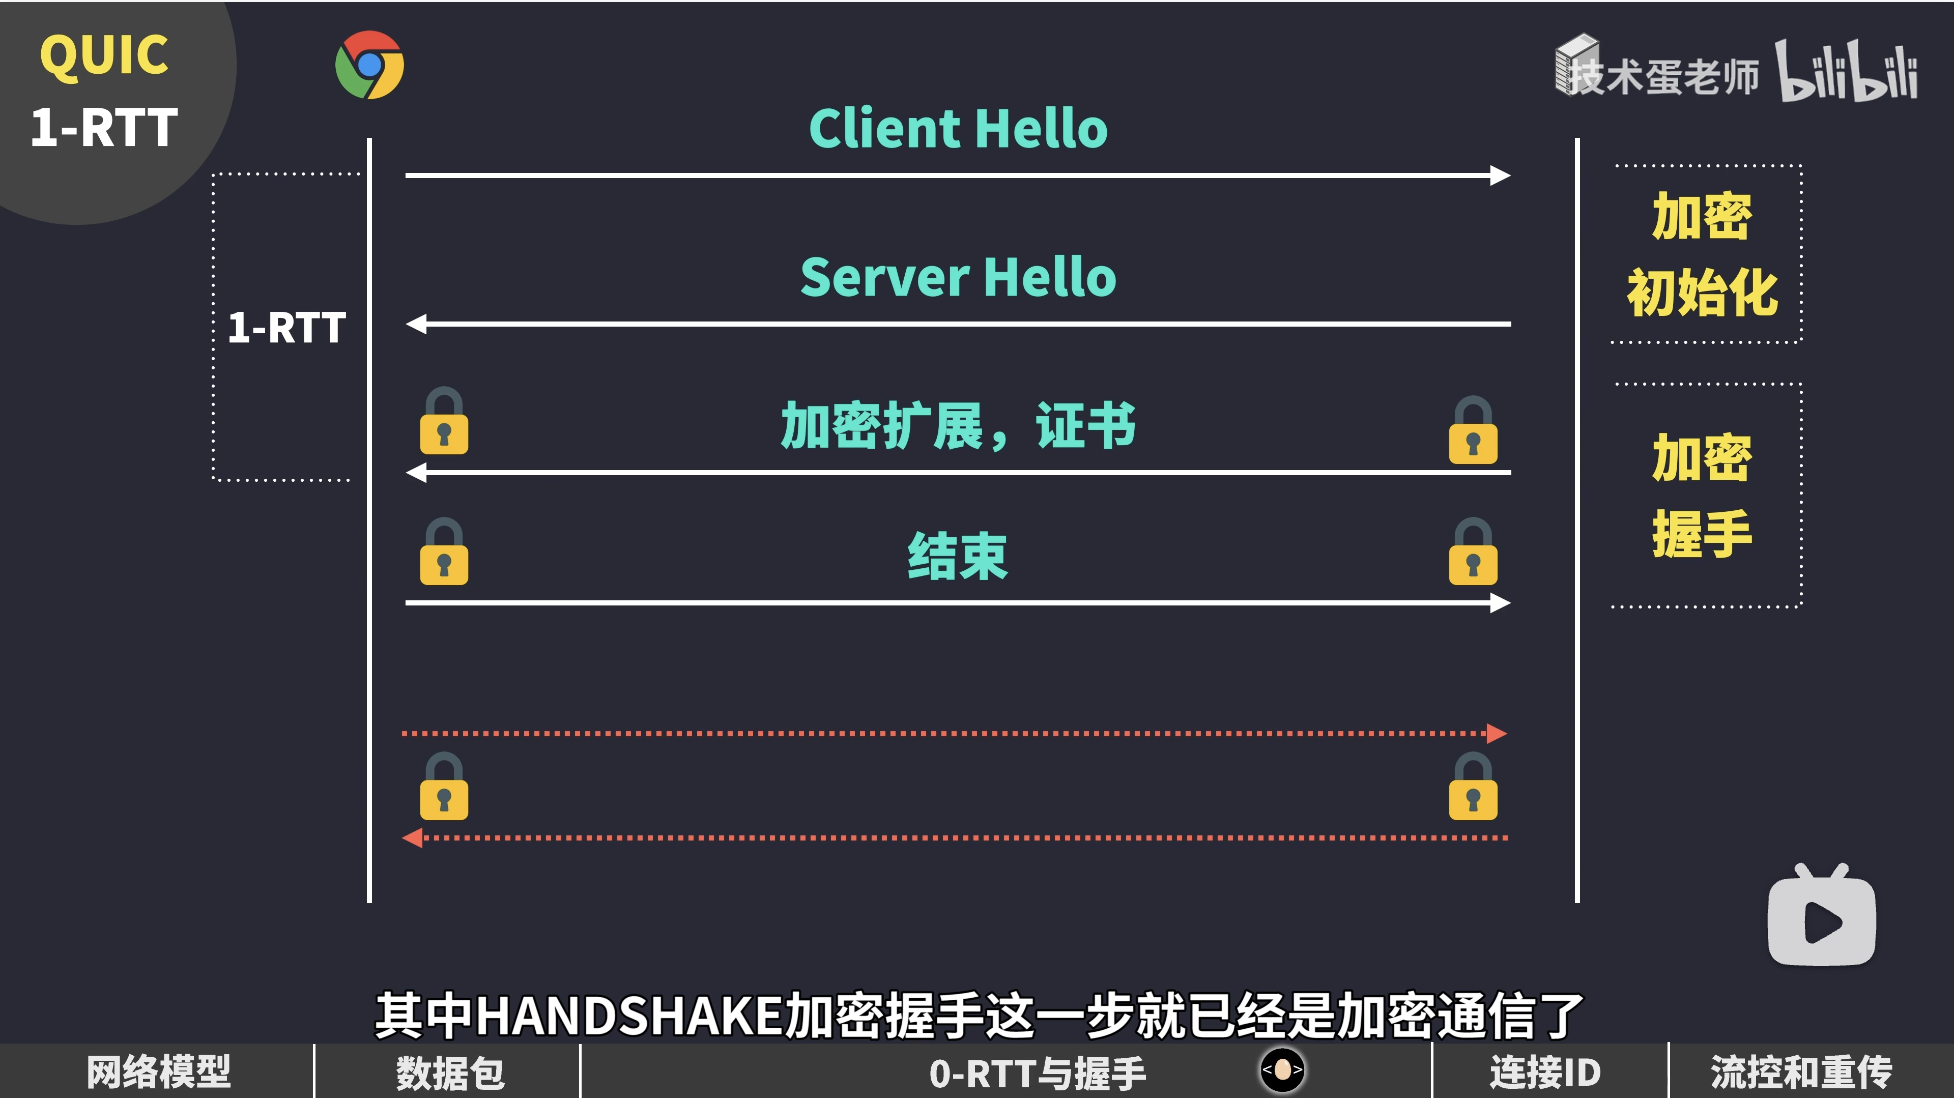 QUIC
1-RTT
技术蛋老师
bilibili
Client Hello
加密
初始化
Server Hello
1-RTT
加密扩展，证书
加密
握手
结束
其中HANDSHAKE加密握手这一步就已经是加密通信了
网络模型
数据包
0-RTT与握手
< >
连接ID
流控和重传